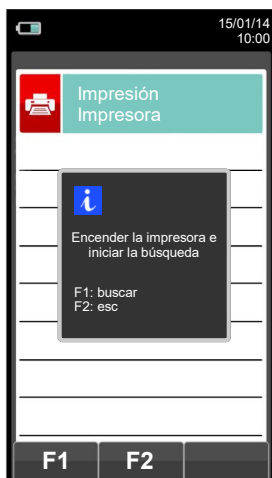 15/01/14
10:00
Impresión
Impresora
Encender la impresora e
iniciar la búsqueda
F1: buscar
F2: esc
F1 F2